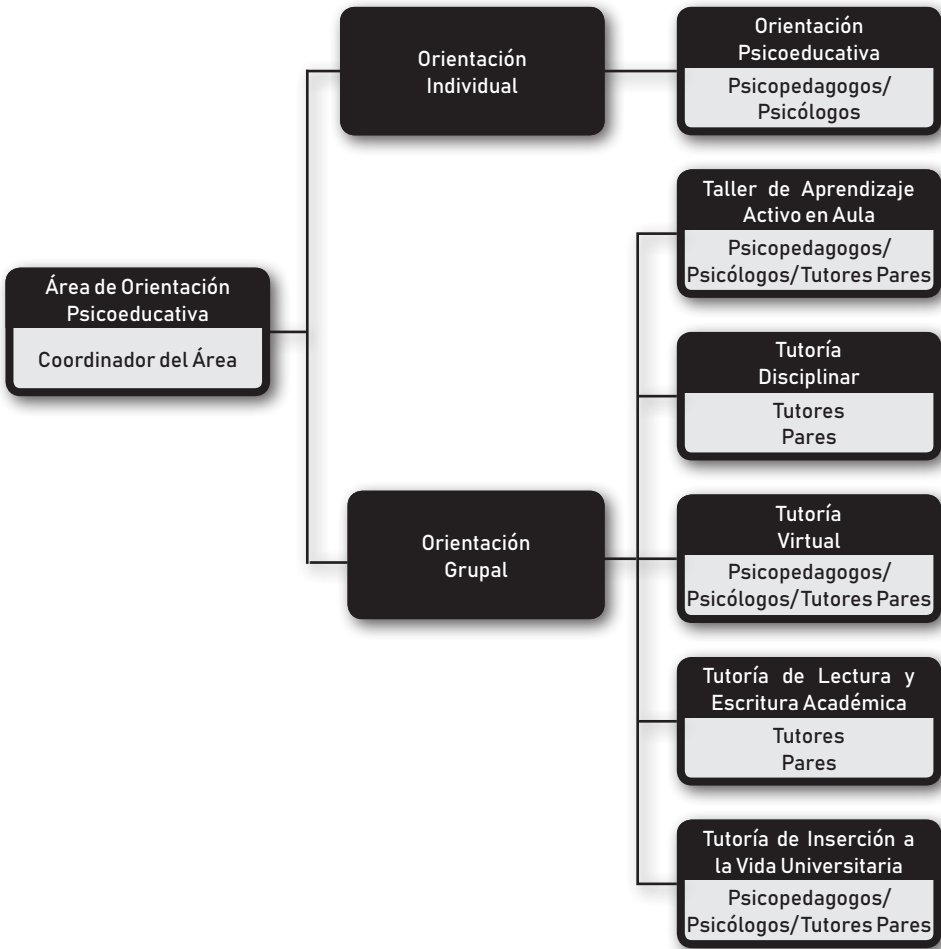 Orientación
Individual
Orientación
Psicoeducativa
Psicopedagogos/
Psicólogos
Taller de Aprendizaje
Activo en Aula
Psicopedagogos/
Psicólogos/Tutores Pares
Área de Orientación
Psicoeducativa
Coordinador del Área
Tutoría
Disciplinar
Tutores
Pares
Orientación
Grupal
Tutoría
Virtual
Psicopedagogos/
Psicólogos/Tutores Pares
Tutoría de Lectura y
Escritura Académica
Tutores
Pares
Tutoría de Inserción a
la Vida Universitaria
Psicopedagogos/
Psicólogos/Tutores Pares